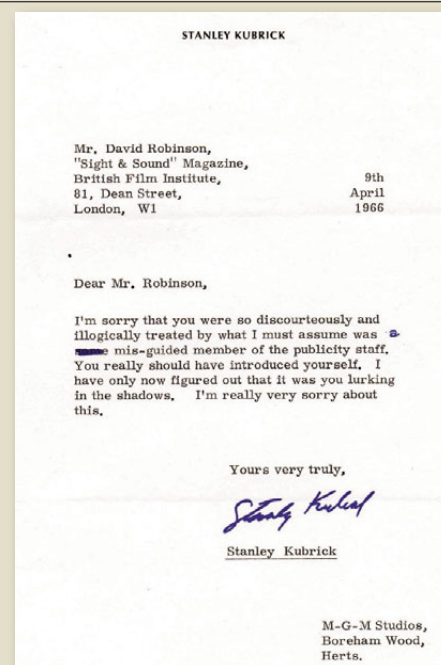 STANLEY KUBRICK
Mr. David Robinson,
"Sight & Sound" Magazine,
British Film Institute, 9th
81, Dean Street, April
London, W1 1966
Dear Mr. Robinson,
I'm sorry that you were so discourteously and
illogically treated by what I must assume was a
mis-guided member of the publicity staff.
You really should have introduced yourself. I
have only now figured out that it was you lurking
in the shadows. I'm really very sorry about
this.
Yours very truly,
Stanley Kubrick
Stanley Kubrick
M-G-M Studios,
Boreham Wood,
Herts.